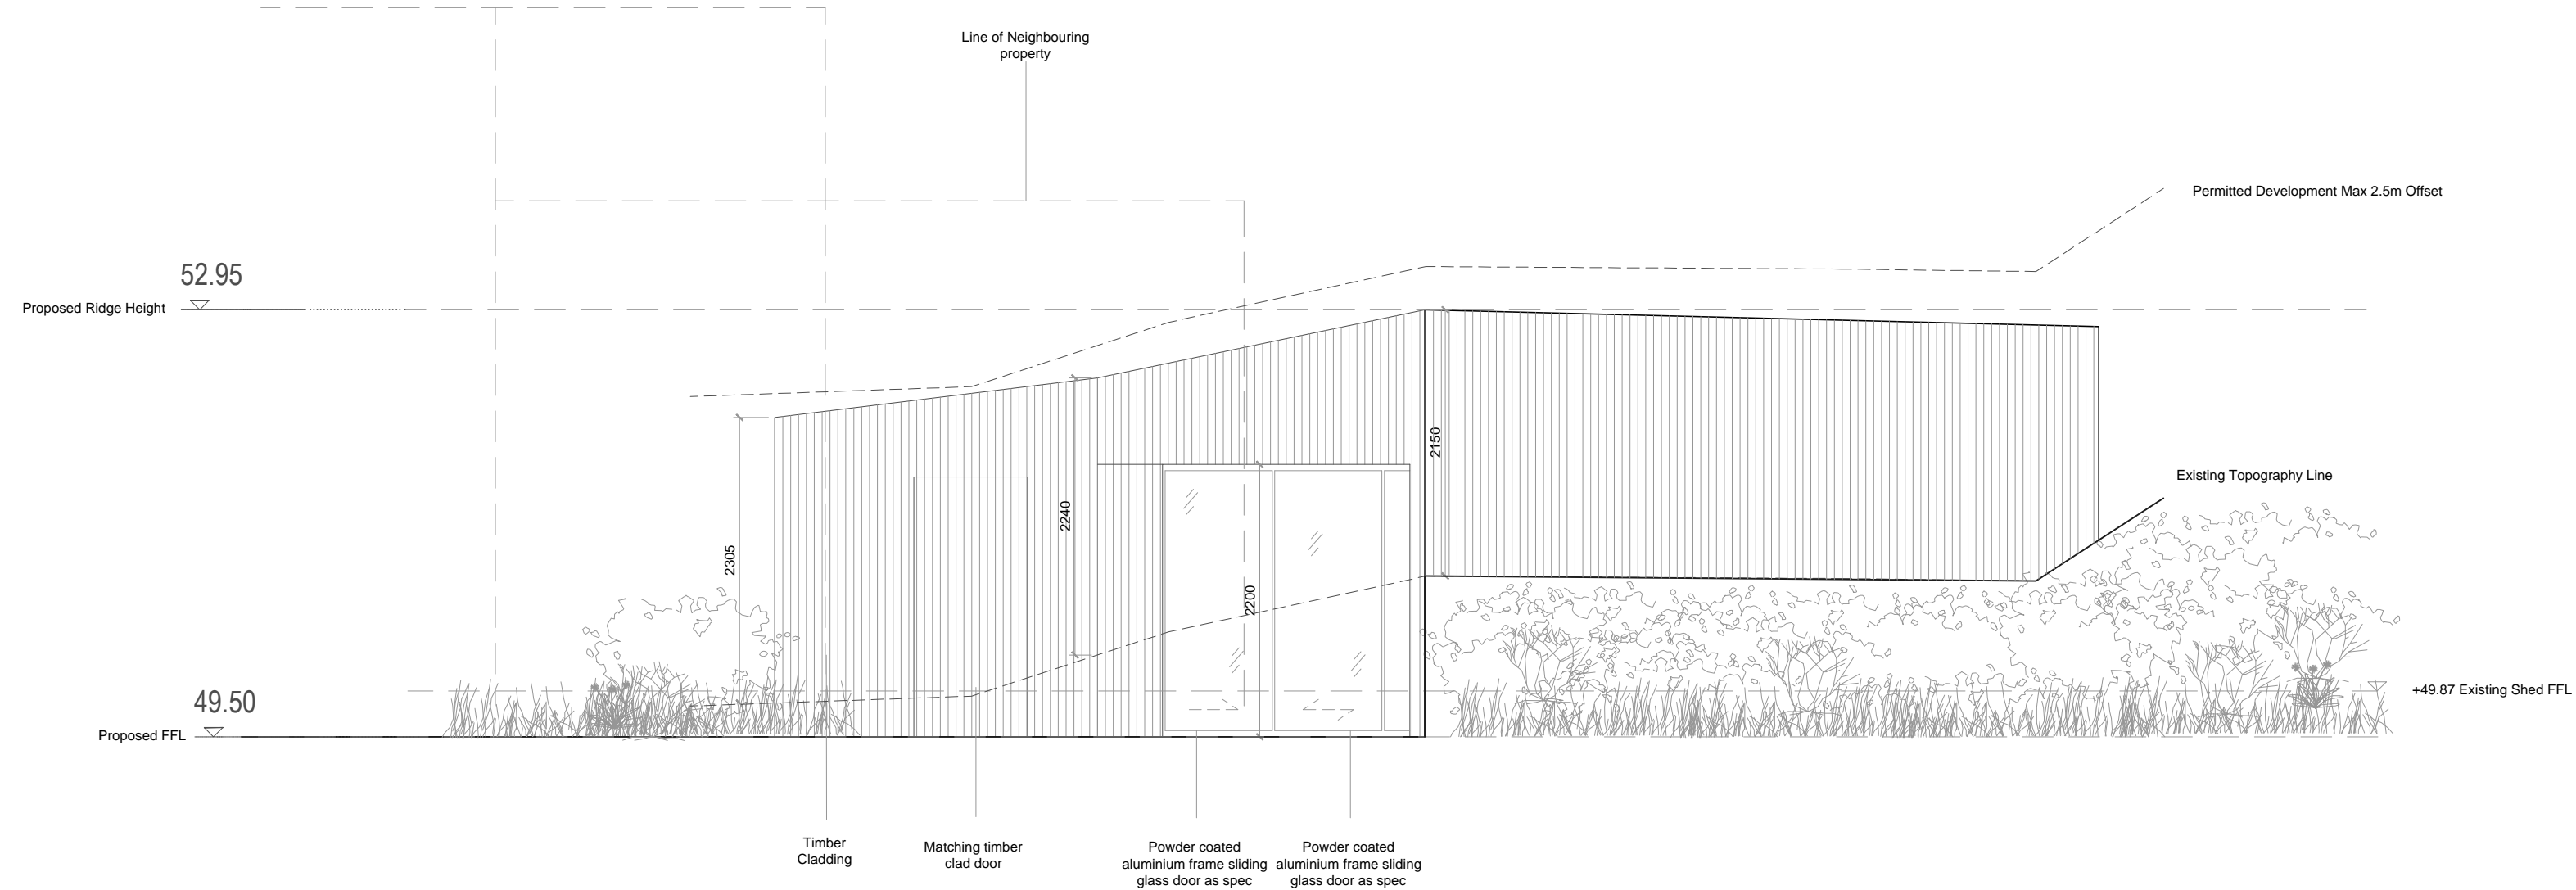 Line of Neighbouring
property
Permitted Development Max 2.5m Offset
52.95
Proposed Ridge Height
2150
Existing Topography Line
2240
2305
2200
49.50
+49.87 Existing Shed FFL
Proposed FFL
Timber
Cladding
Matching timber
clad door
Powder coated
aluminium frame sliding
glass door as spec
Powder coated
aluminium frame sliding
glass door as spec